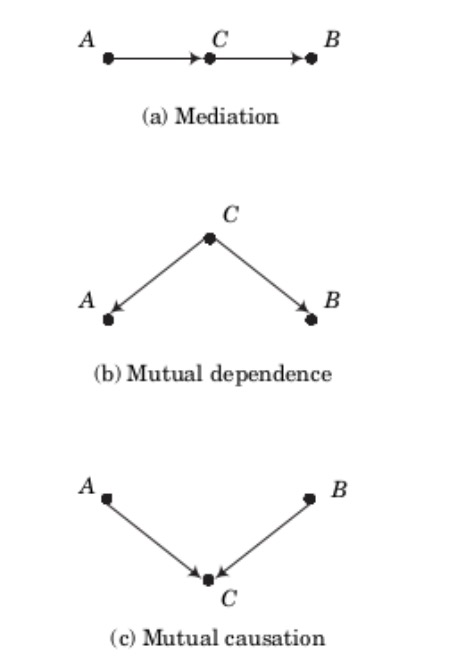 A C B
(a) Mediation
C
A B
(b) Mutual dependence
A B
C
(c) Mutual causation